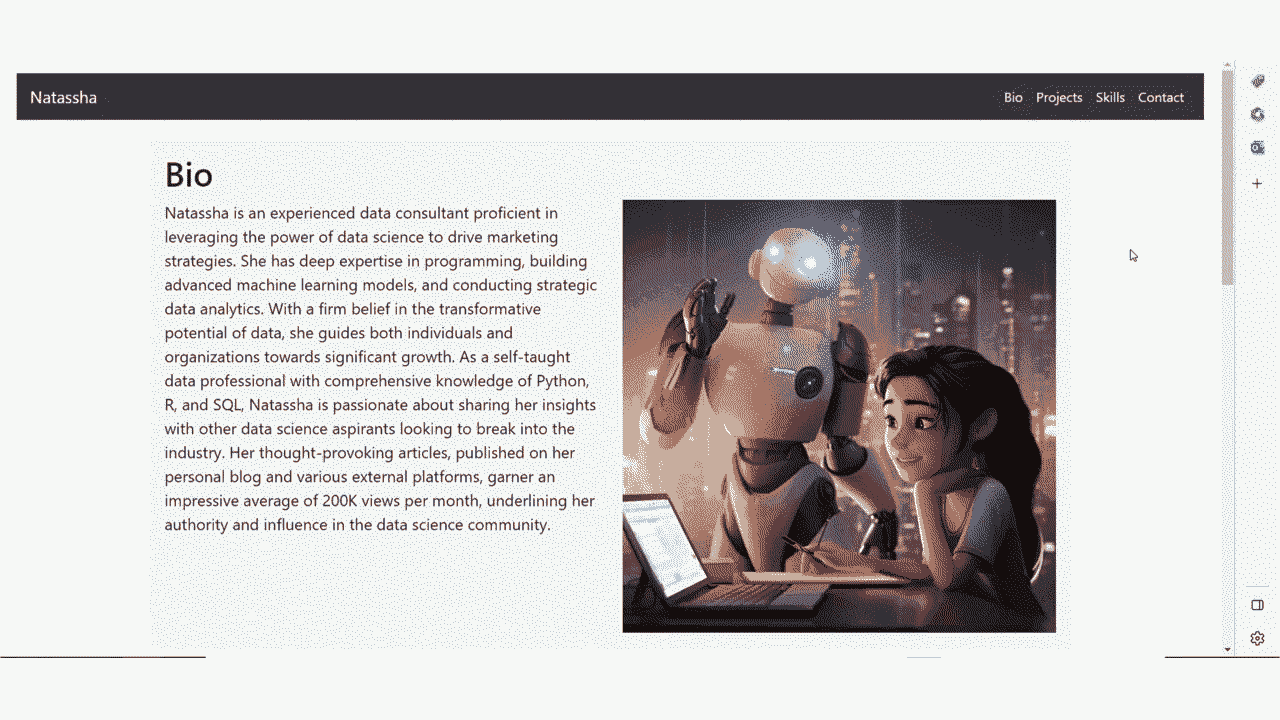 Natassha
Bio Projects Skills Contact
Bio
Natassha is an experienced data consultant proficient in
leveraging the power of data science to drive marketing
strategies. She has deep expertise in programming, building
advanced machine learning models, and conducting strategic
data analytics. With a firm belief in the transformative
potential of data, she guides both individuals and
organizations towards significant growth. As a self-taught
data professional with comprehensive knowledge of Python,
R, and SQL, Natassha is passionate about sharing her insights
with other data science aspirants looking to break into the
industry. Her thought-provoking articles, published on her
personal blog and various external platforms, garner an
impressive average of 200K views per month, underlining her
authority and influence in the data science community.